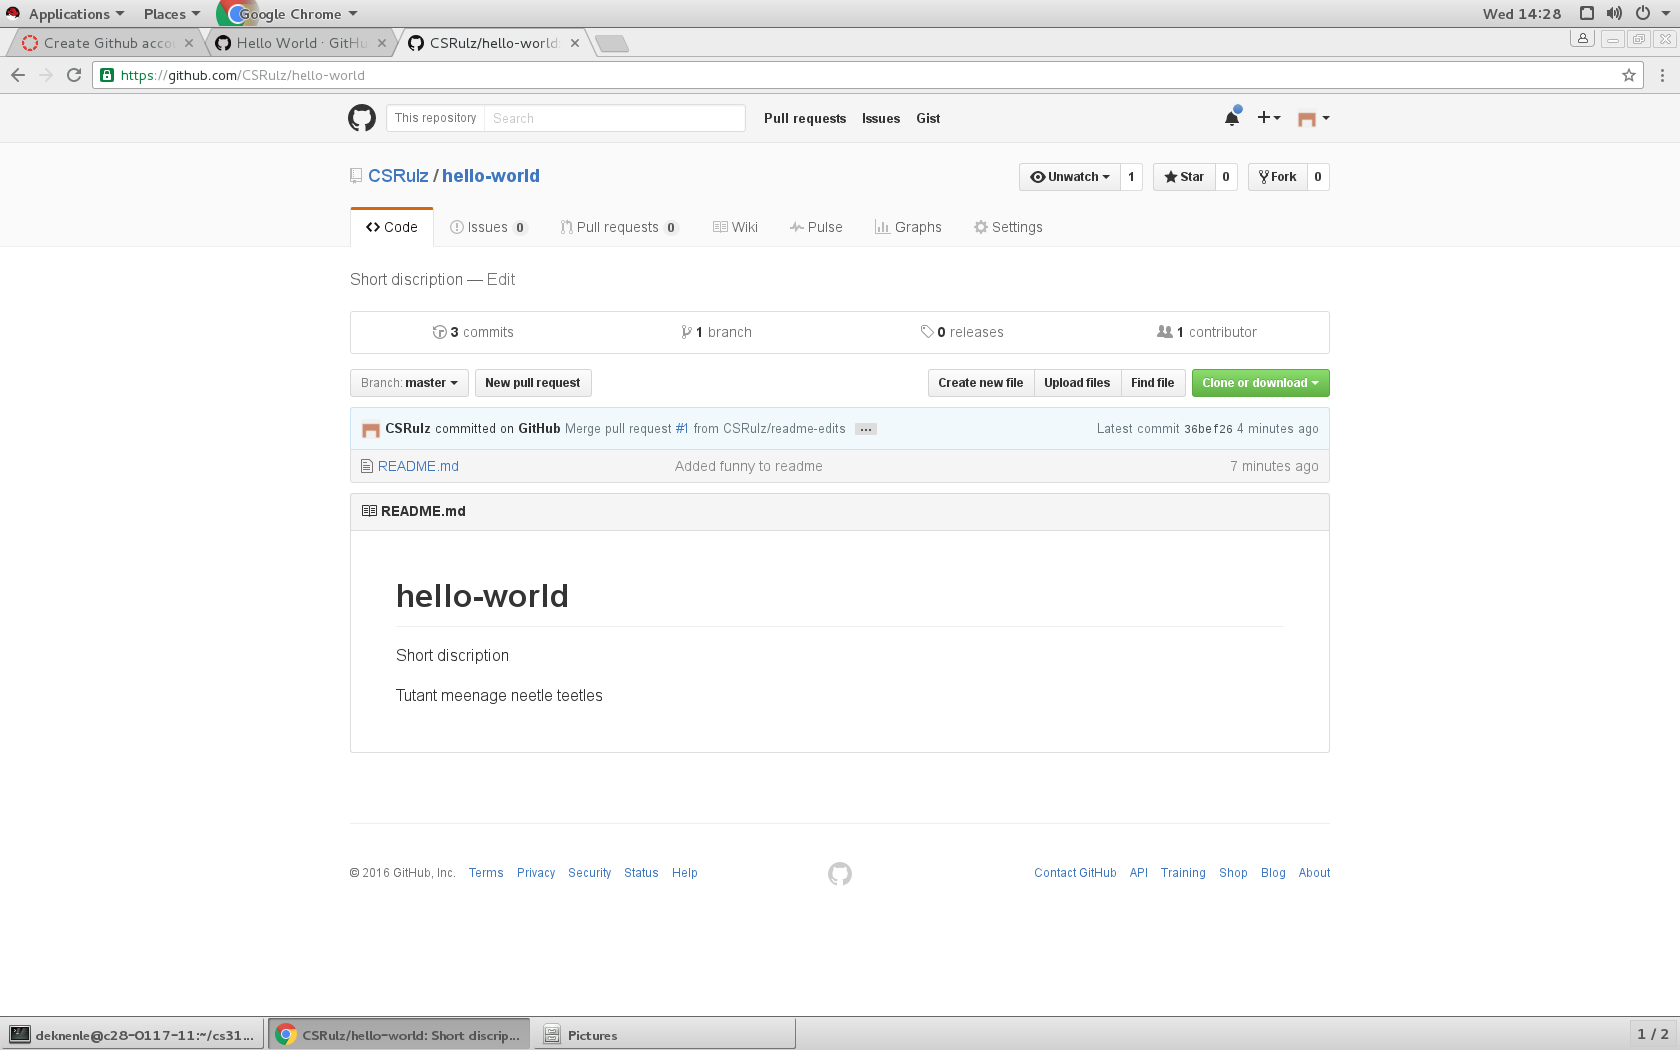 Applications Places Google Chrome Wed 14:28
Create Github accou Hello World · GitHu CSRulz/hello-world:
https://github.com/CSRulz/hello-world
This repository Search Pull requests Issues Gist
CSRulz / hello-world Unwatch 1 Star 0 Fork 0
Code Issues 0 Pull requests 0 Wiki Pulse Graphs Settings
Short discription — Edit
3 commits 1 branch 0 releases 1 contributor
Branch: master New pull request Create new file Upload files Find file Clone or download
CSRulz committed on GitHub Merge pull request #1 from CSRulz/readme-edits ... Latest commit 36bef26 4 minutes ago
README.md Added funny to readme 7 minutes ago
README.md
hello-world
Short discription
Tutant meenage neetle teetles
© 2016 GitHub, Inc. Terms Privacy Security Status Help Contact GitHub API Training Shop Blog About
deknenle@c28-0117-11:~/cs31... CSRulz/hello-world: Short discrip... Pictures 1 / 2